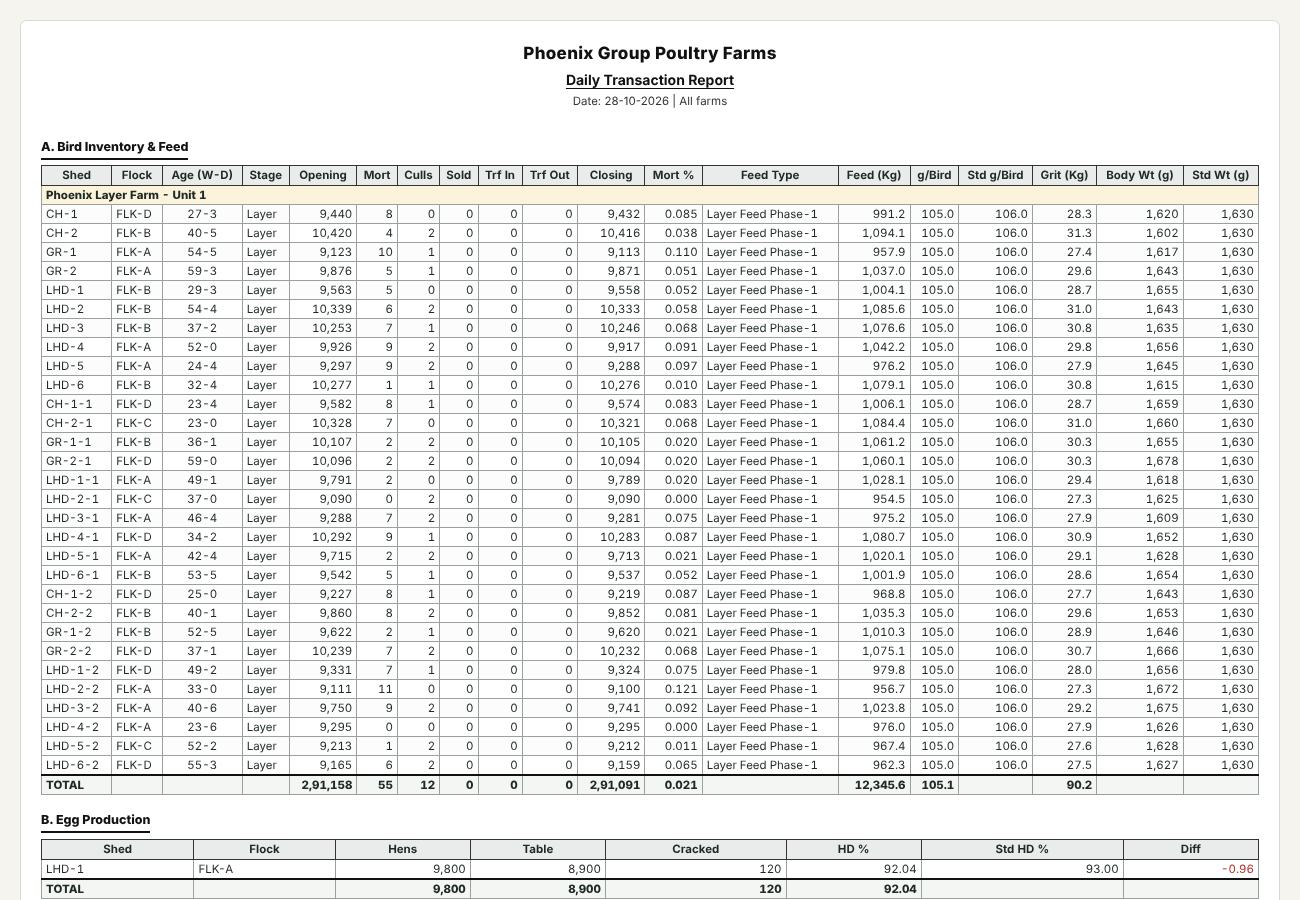 Phoenix Group Poultry Farms
Daily Transaction Report
Date: 28-10-2026 | All farms
A. Bird Inventory & Feed
Shed Flock Age (W-D) Stage Opening Mort Culls Sold Trf In Trf Out Closing Mort % Feed Type Feed (Kg) g/Bird Std g/Bird Grit (Kg) Body Wt (g) Std Wt (g)
Phoenix Layer Farm - Unit 1
CH-1 FLK-D 27-3 Layer 9,440 8 0 0 0 0 9,432 0.085 Layer Feed Phase-1 991.2 105.0 106.0 28.3 1,620 1,630
CH-2 FLK-B 40-5 Layer 10,420 4 2 0 0 0 10,416 0.038 Layer Feed Phase-1 1,094.1 105.0 106.0 31.3 1,602 1,630
GR-1 FLK-A 54-5 Layer 9,123 10 1 0 0 0 9,113 0.110 Layer Feed Phase-1 957.9 105.0 106.0 27.4 1,617 1,630
GR-2 FLK-A 59-3 Layer 9,876 5 1 0 0 0 9,871 0.051 Layer Feed Phase-1 1,037.0 105.0 106.0 29.6 1,643 1,630
LHD-1 FLK-B 29-3 Layer 9,563 5 0 0 0 0 9,558 0.052 Layer Feed Phase-1 1,004.1 105.0 106.0 28.7 1,655 1,630
LHD-2 FLK-B 54-4 Layer 10,339 6 2 0 0 0 10,333 0.058 Layer Feed Phase-1 1,085.6 105.0 106.0 31.0 1,643 1,630
LHD-3 FLK-B 37-2 Layer 10,253 7 1 0 0 0 10,246 0.068 Layer Feed Phase-1 1,076.6 105.0 106.0 30.8 1,635 1,630
LHD-4 FLK-A 52-0 Layer 9,926 9 2 0 0 0 9,917 0.091 Layer Feed Phase-1 1,042.2 105.0 106.0 29.8 1,656 1,630
LHD-5 FLK-A 24-4 Layer 9,297 9 2 0 0 0 9,288 0.097 Layer Feed Phase-1 976.2 105.0 106.0 27.9 1,645 1,630
LHD-6 FLK-B 32-4 Layer 10,277 1 1 0 0 0 10,276 0.010 Layer Feed Phase-1 1,079.1 105.0 106.0 30.8 1,615 1,630
CH-1-1 FLK-D 23-4 Layer 9,582 8 1 0 0 0 9,574 0.083 Layer Feed Phase-1 1,006.1 105.0 106.0 28.7 1,659 1,630
CH-2-1 FLK-C 23-0 Layer 10,328 7 0 0 0 0 10,321 0.068 Layer Feed Phase-1 1,084.4 105.0 106.0 31.0 1,660 1,630
GR-1-1 FLK-B 36-1 Layer 10,107 2 2 0 0 0 10,105 0.020 Layer Feed Phase-1 1,061.2 105.0 106.0 30.3 1,655 1,630
GR-2-1 FLK-D 59-0 Layer 10,096 2 2 0 0 0 10,094 0.020 Layer Feed Phase-1 1,060.1 105.0 106.0 30.3 1,678 1,630
LHD-1-1 FLK-A 49-1 Layer 9,791 2 0 0 0 0 9,789 0.020 Layer Feed Phase-1 1,028.1 105.0 106.0 29.4 1,618 1,630
LHD-2-1 FLK-C 37-0 Layer 9,090 0 2 0 0 0 9,090 0.000 Layer Feed Phase-1 954.5 105.0 106.0 27.3 1,625 1,630
LHD-3-1 FLK-A 46-4 Layer 9,288 7 2 0 0 0 9,281 0.075 Layer Feed Phase-1 975.2 105.0 106.0 27.9 1,609 1,630
LHD-4-1 FLK-D 34-2 Layer 10,292 9 1 0 0 0 10,283 0.087 Layer Feed Phase-1 1,080.7 105.0 106.0 30.9 1,652 1,630
LHD-5-1 FLK-A 42-4 Layer 9,715 2 2 0 0 0 9,713 0.021 Layer Feed Phase-1 1,020.1 105.0 106.0 29.1 1,628 1,630
LHD-6-1 FLK-B 53-5 Layer 9,542 5 1 0 0 0 9,537 0.052 Layer Feed Phase-1 1,001.9 105.0 106.0 28.6 1,654 1,630
CH-1-2 FLK-D 25-0 Layer 9,227 8 1 0 0 0 9,219 0.087 Layer Feed Phase-1 968.8 105.0 106.0 27.7 1,643 1,630
CH-2-2 FLK-B 40-1 Layer 9,860 8 2 0 0 0 9,852 0.081 Layer Feed Phase-1 1,035.3 105.0 106.0 29.6 1,653 1,630
GR-1-2 FLK-B 52-5 Layer 9,622 2 1 0 0 0 9,620 0.021 Layer Feed Phase-1 1,010.3 105.0 106.0 28.9 1,646 1,630
GR-2-2 FLK-D 37-1 Layer 10,239 7 2 0 0 0 10,232 0.068 Layer Feed Phase-1 1,075.1 105.0 106.0 30.7 1,666 1,630
LHD-1-2 FLK-D 49-2 Layer 9,331 7 1 0 0 0 9,324 0.075 Layer Feed Phase-1 979.8 105.0 106.0 28.0 1,656 1,630
LHD-2-2 FLK-A 33-0 Layer 9,111 11 0 0 0 0 9,100 0.121 Layer Feed Phase-1 956.7 105.0 106.0 27.3 1,672 1,630
LHD-3-2 FLK-A 40-6 Layer 9,750 9 2 0 0 0 9,741 0.092 Layer Feed Phase-1 1,023.8 105.0 106.0 29.2 1,675 1,630
LHD-4-2 FLK-A 23-6 Layer 9,295 0 0 0 0 0 9,295 0.000 Layer Feed Phase-1 976.0 105.0 106.0 27.9 1,626 1,630
LHD-5-2 FLK-C 52-2 Layer 9,213 1 2 0 0 0 9,212 0.011 Layer Feed Phase-1 967.4 105.0 106.0 27.6 1,628 1,630
LHD-6-2 FLK-D 55-3 Layer 9,165 6 2 0 0 0 9,159 0.065 Layer Feed Phase-1 962.3 105.0 106.0 27.5 1,627 1,630
TOTAL 2,91,158 55 12 0 0 0 2,91,091 0.021 12,345.6 105.1 90.2
B. Egg Production
Shed Flock Hens Table Cracked HD % Std HD % Diff
LHD-1 FLK-A 9,800 8,900 120 92.04 93.00 -0.96
TOTAL 9,800 8,900 120 92.04